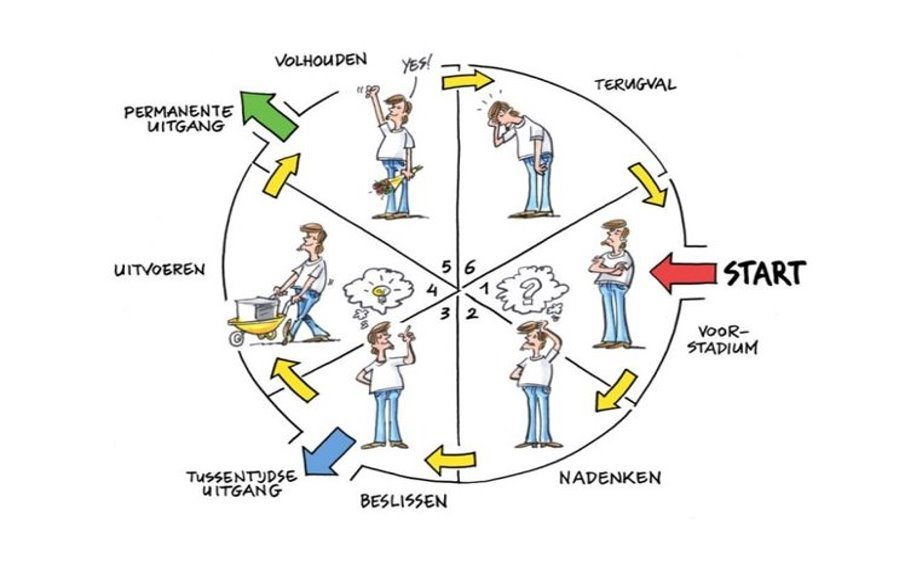 VOLHOUDEN
YES!
TERUGVAL
PERMANENTE
UITGANG
UITVOEREN
5 6
4 1
3 2
?
START
VOOR-
STADIUM
TUSSENTIJDSE
UITGANG
BESLISSEN
NADENKEN